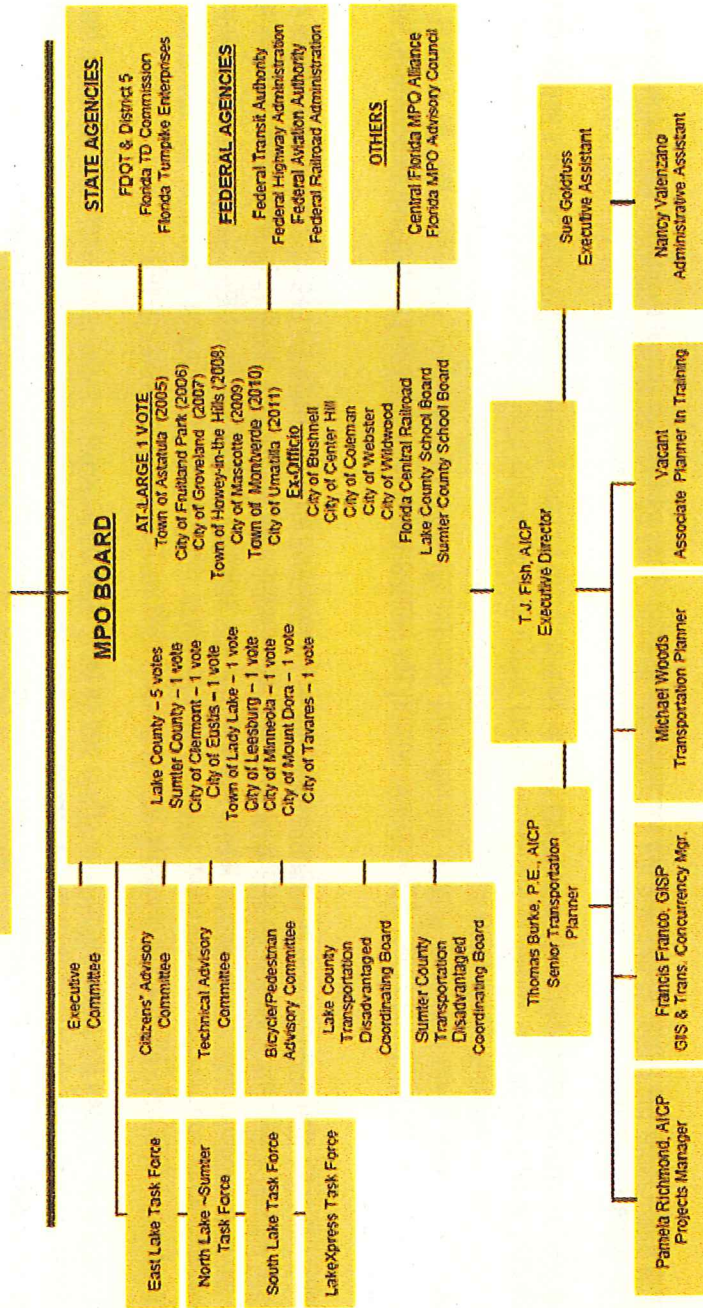 MPO BOARD
Lake County – 5 votes
Sumter County – 1 vote
City of Clermont – 1 vote
City of Eustis – 1 vote
Town of Lady Lake – 1 vote
City of Leesburg – 1 vote
City of Minneola – 1 vote
City of Mount Dora – 1 vote
City of Tavares – 1 vote
AT-LARGE 1 VOTE
Town of Astatula (2005)
City of Fruitland Park (2006)
City of Groveland (2007)
Town of Howey-in-the Hills (2008)
City of Mascotte (2009)
Town of Montverde (2010)
City of Umatilla (2011)
Ex-Officio
City of Bushnell
City of Center Hill
City of Coleman
City of Webster
City of Wildwood
Florida Central Railroad
Lake County School Board
Sumter County School Board
STATE AGENCIES
FDOT & District 5
Florida TD Commission
Florida Turnpike Enterprises
FEDERAL AGENCIES
Federal Transit Authority
Federal Highway Administration
Federal Aviation Authority
Federal Railroad Administration
OTHERS
Central Florida MPO Alliance
Florida MPO Advisory Council
Executive
Committee
Citizens' Advisory
Committee
Technical Advisory
Committee
Bicycle/Pedestrian
Advisory Committee
Lake County
Transportation
Disadvantaged
Coordinating Board
Sumter County
Transportation
Disadvantaged
Coordinating Board
East Lake Task Force
North Lake ~Sumter
Task Force
South Lake Task Force
LakeXpress Task Force
T.J. Fish, AICP
Executive Director
Thomas Burke, P.E., AICP
Senior Transportation
Planner
Sue Goldfuss
Executive Assistant
Pamela Richmond, AICP
Projects Manager
Francis Franco, GISP
GIS & Trans. Concurrency Mgr.
Michael Woods
Transportation Planner
Vacant
Associate Planner In Training
Nancy Valenzano
Administrative Assistant